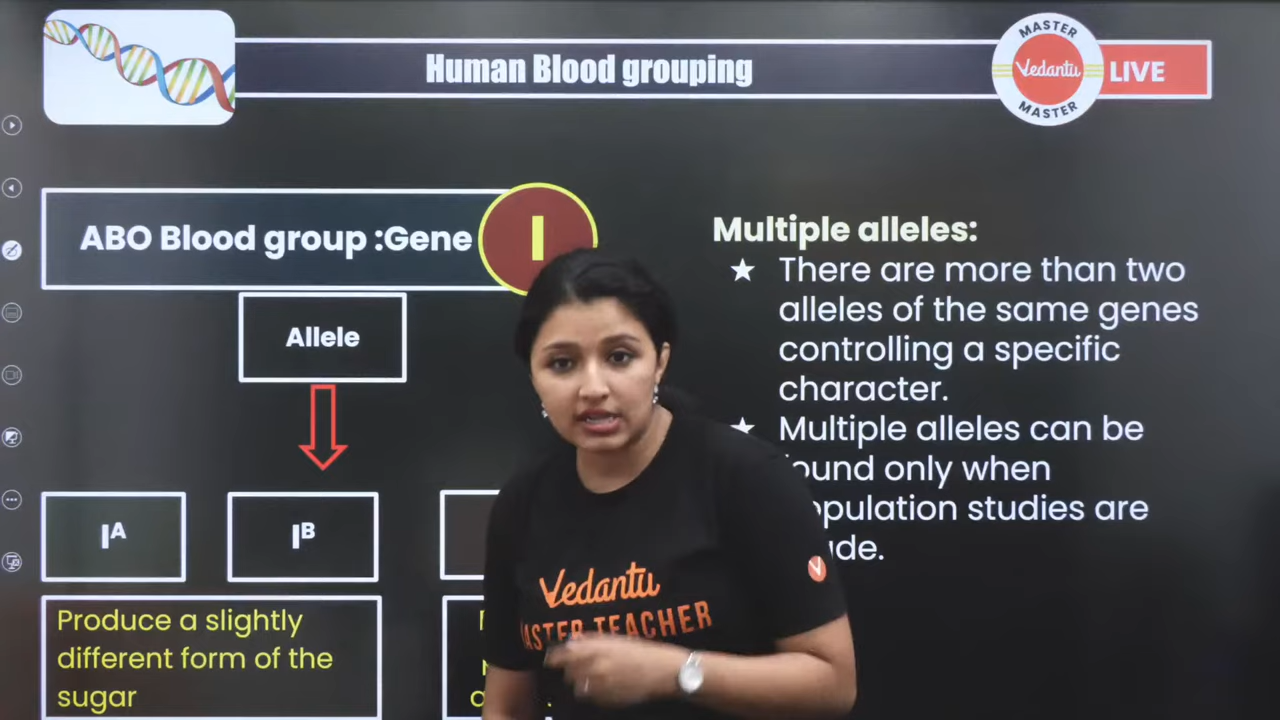 Human Blood grouping
MASTER
Vedantu
MASTER
LIVE
ABO Blood group :Gene
I
Allele
I^A
I^B
Produce a slightly
different form of the
sugar
Multiple alleles:
★ There are more than two
alleles of the same genes
controlling a specific
character.
★ Multiple alleles can be
ound only when
pulation studies are
de.
Vedantu
ASTER TEACHER
V